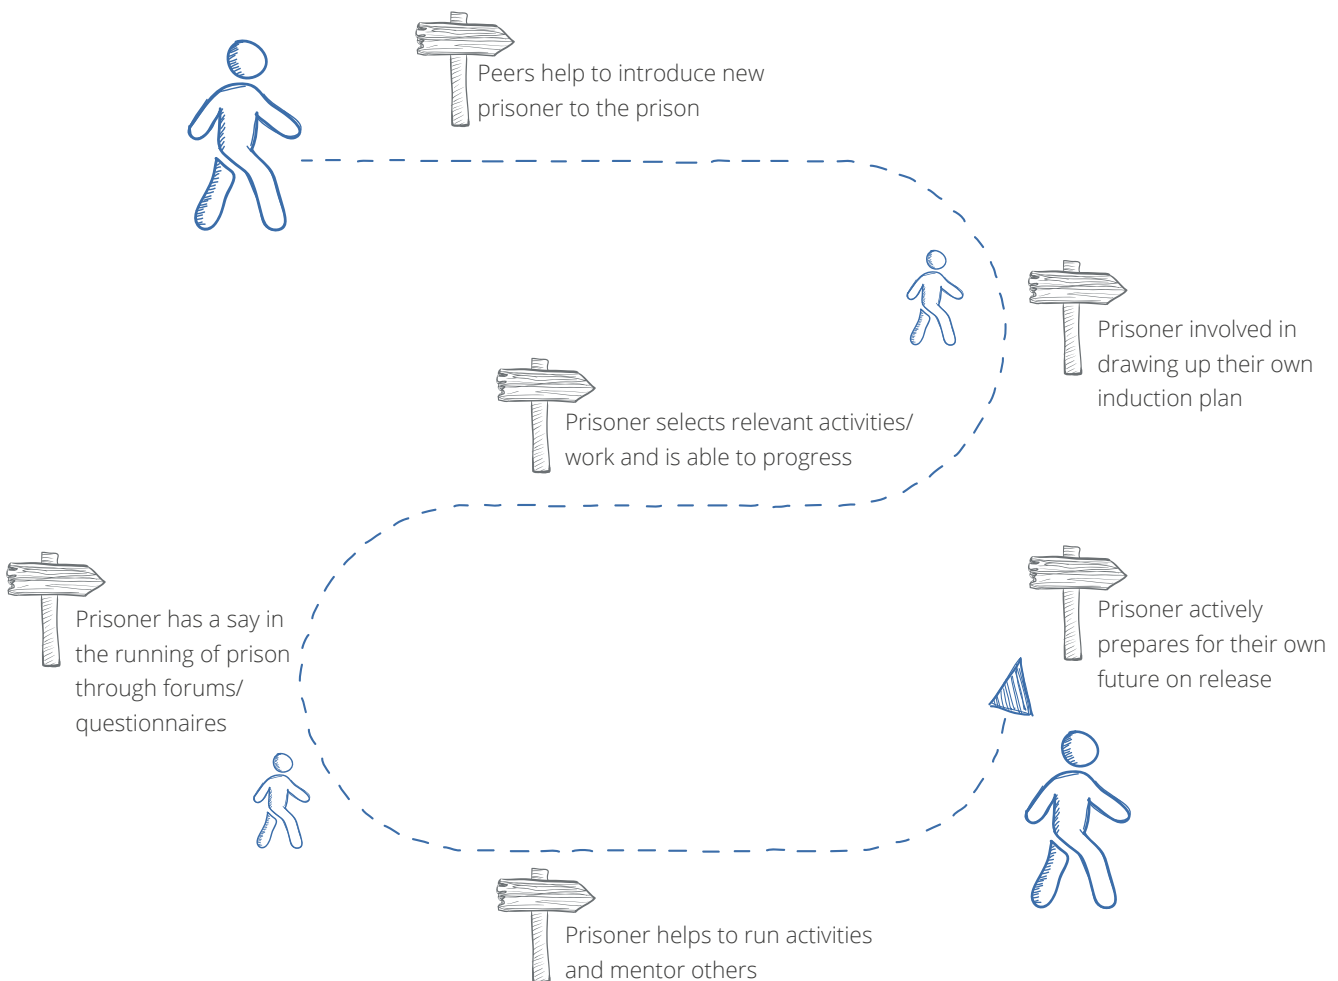 Peers help to introduce new
prisoner to the prison
Prisoner involved in
drawing up their own
induction plan
Prisoner selects relevant activities/
work and is able to progress
Prisoner has a say in
the running of prison
through forums/
questionnaires
Prisoner helps to run activities
and mentor others
Prisoner actively
prepares for their own
future on release